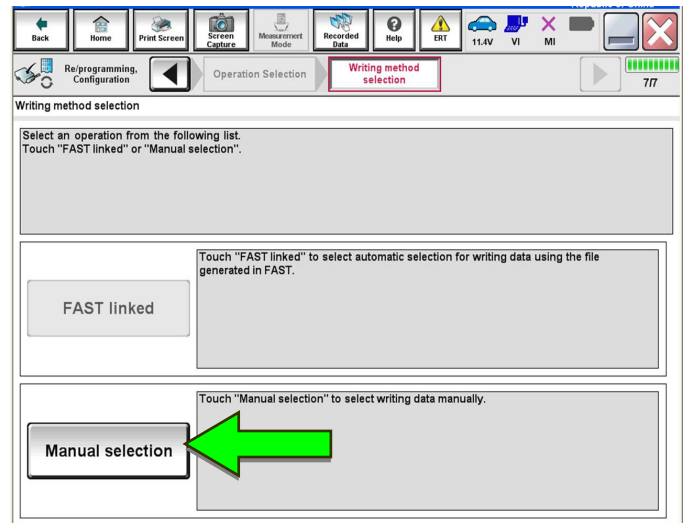 Back
Home
Print Screen
Screen
Capture
Measurement
Mode
Recorded
Data
Help
ERT
11.4V
VI
MI
Re/programming,
Configuration
Operation Selection
Writing method
selection
7/7
Writing method selection
Select an operation from the following list.
Touch "FAST linked" or "Manual selection".
FAST linked
Touch "FAST linked" to select automatic selection for writing data using the file
generated in FAST.
Manual selection
Touch "Manual selection" to select writing data manually.